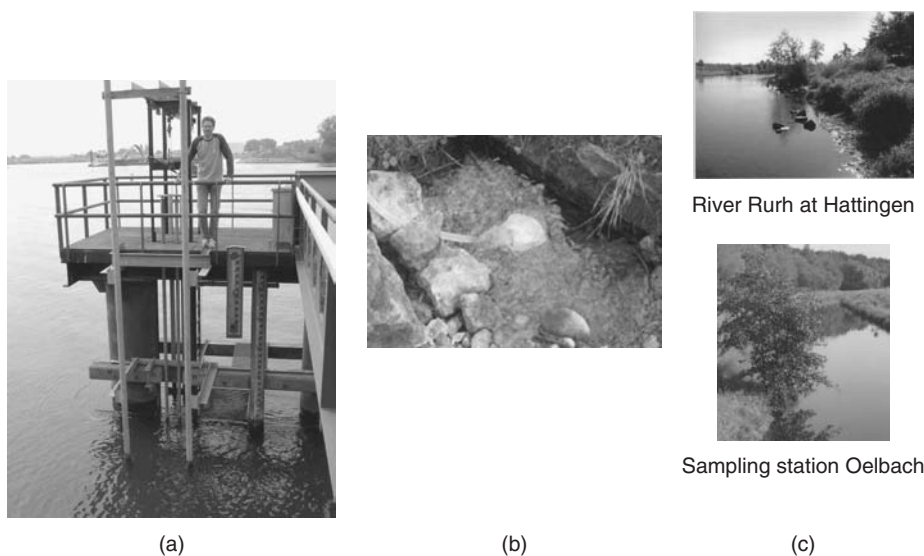 River Rurh at Hattingen
Sampling station Oelbach
(a)
(b)
(c)